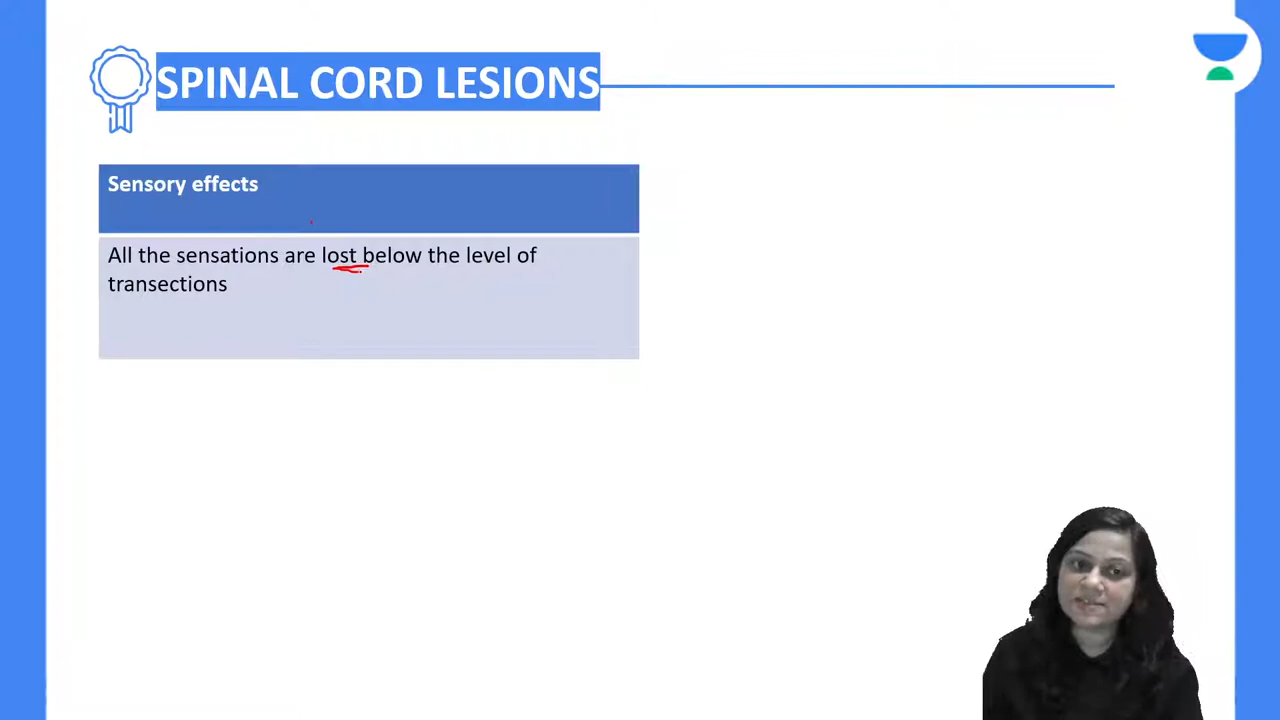 SPINAL CORD LESIONS
Sensory effects
All the sensations are lost below the level of
transections